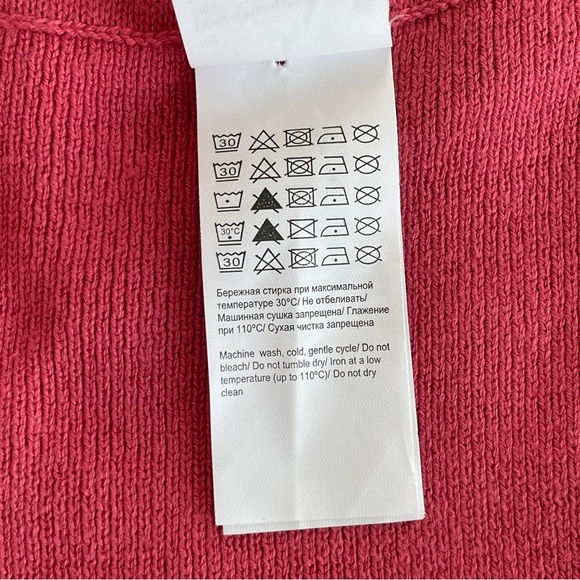 30
30
30°C
30
Бережная стирка при максимальной
температуре 30°C/ Не отбеливать/
Машинная сушка запрещена/ Глажение
при 110°C/ Сухая чистка запрещена
Machine wash, cold, gentle cycle/ Do not
bleach/ Do not tumble dry/ Iron at a low
temperature (up to 110°C)/ Do not dry
clean